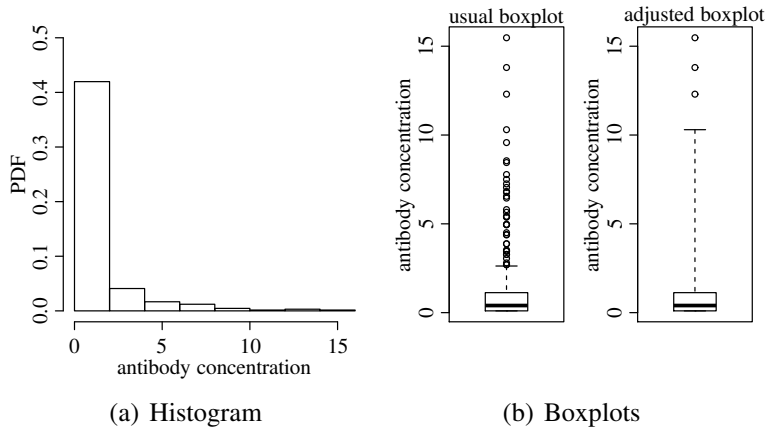 PDF
0.5
0.4
0.3
0.2
0.1
0.0
0 5 10 15
antibody concentration
(a) Histogram
usual boxplot
antibody concentration
15
10
5
0
adjusted boxplot
antibody concentration
15
10
5
0
(b) Boxplots